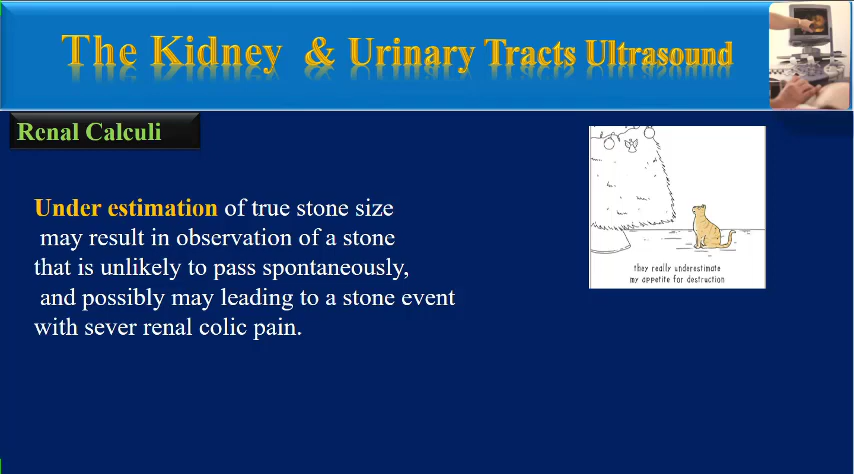 The Kidney & Urinary Tracts Ultrasound
Renal Calculi
Under estimation of true stone size
may result in observation of a stone
that is unlikely to pass spontaneously,
and possibly may leading to a stone event
with sever renal colic pain.
they really underestimate
my appetite for destruction